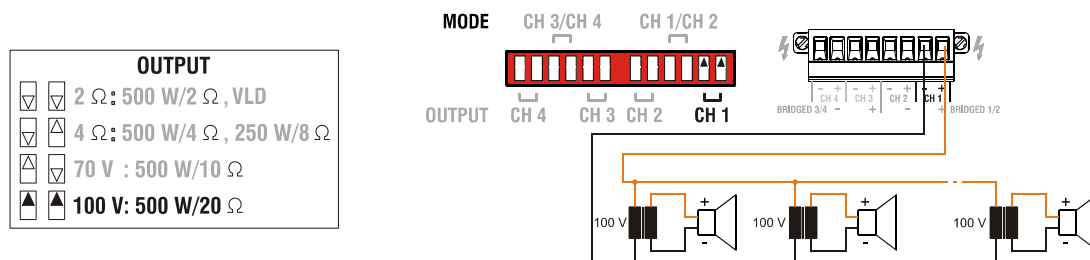 OUTPUT
2 Ω: 500 W/2 Ω, VLD
4 Ω: 500 W/4 Ω, 250 W/8 Ω
70 V : 500 W/10 Ω
100 V: 500 W/20 Ω
MODE CH 3/CH 4 CH 1/CH 2
OUTPUT CH 4 CH 3 CH 2 CH 1
- + - + - + - +
CH 4 CH 3 CH 2 CH 1
BRIDGED 3/4 - + - + BRIDGED 1/2
100 V + -
100 V + -
100 V + -